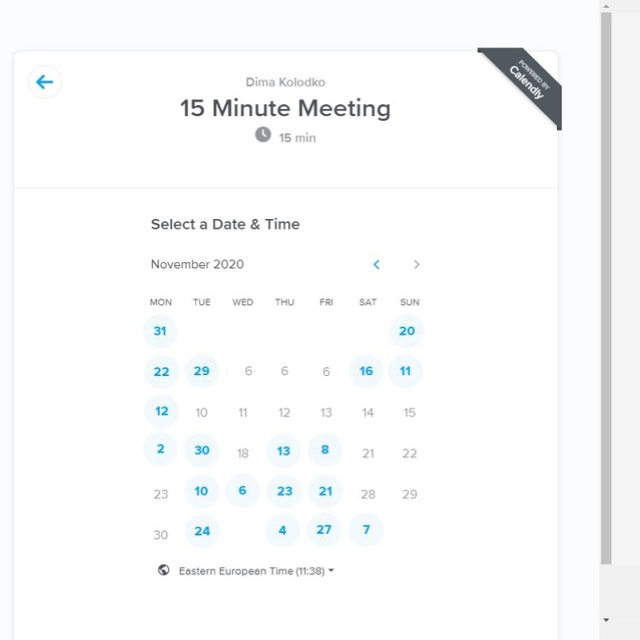 Dima Kolodko
POWERED BY
Calendly
15 Minute Meeting
15 min
Select a Date & Time
November 2020
MON TUE WED THU FRI SAT SUN
31 20
22 29 6 6 6 16 11
12 10 11 12 13 14 15
2 30 18 13 8 21 22
23 10 6 23 21 28 29
30 24 4 27 7
Eastern European Time (11:38)